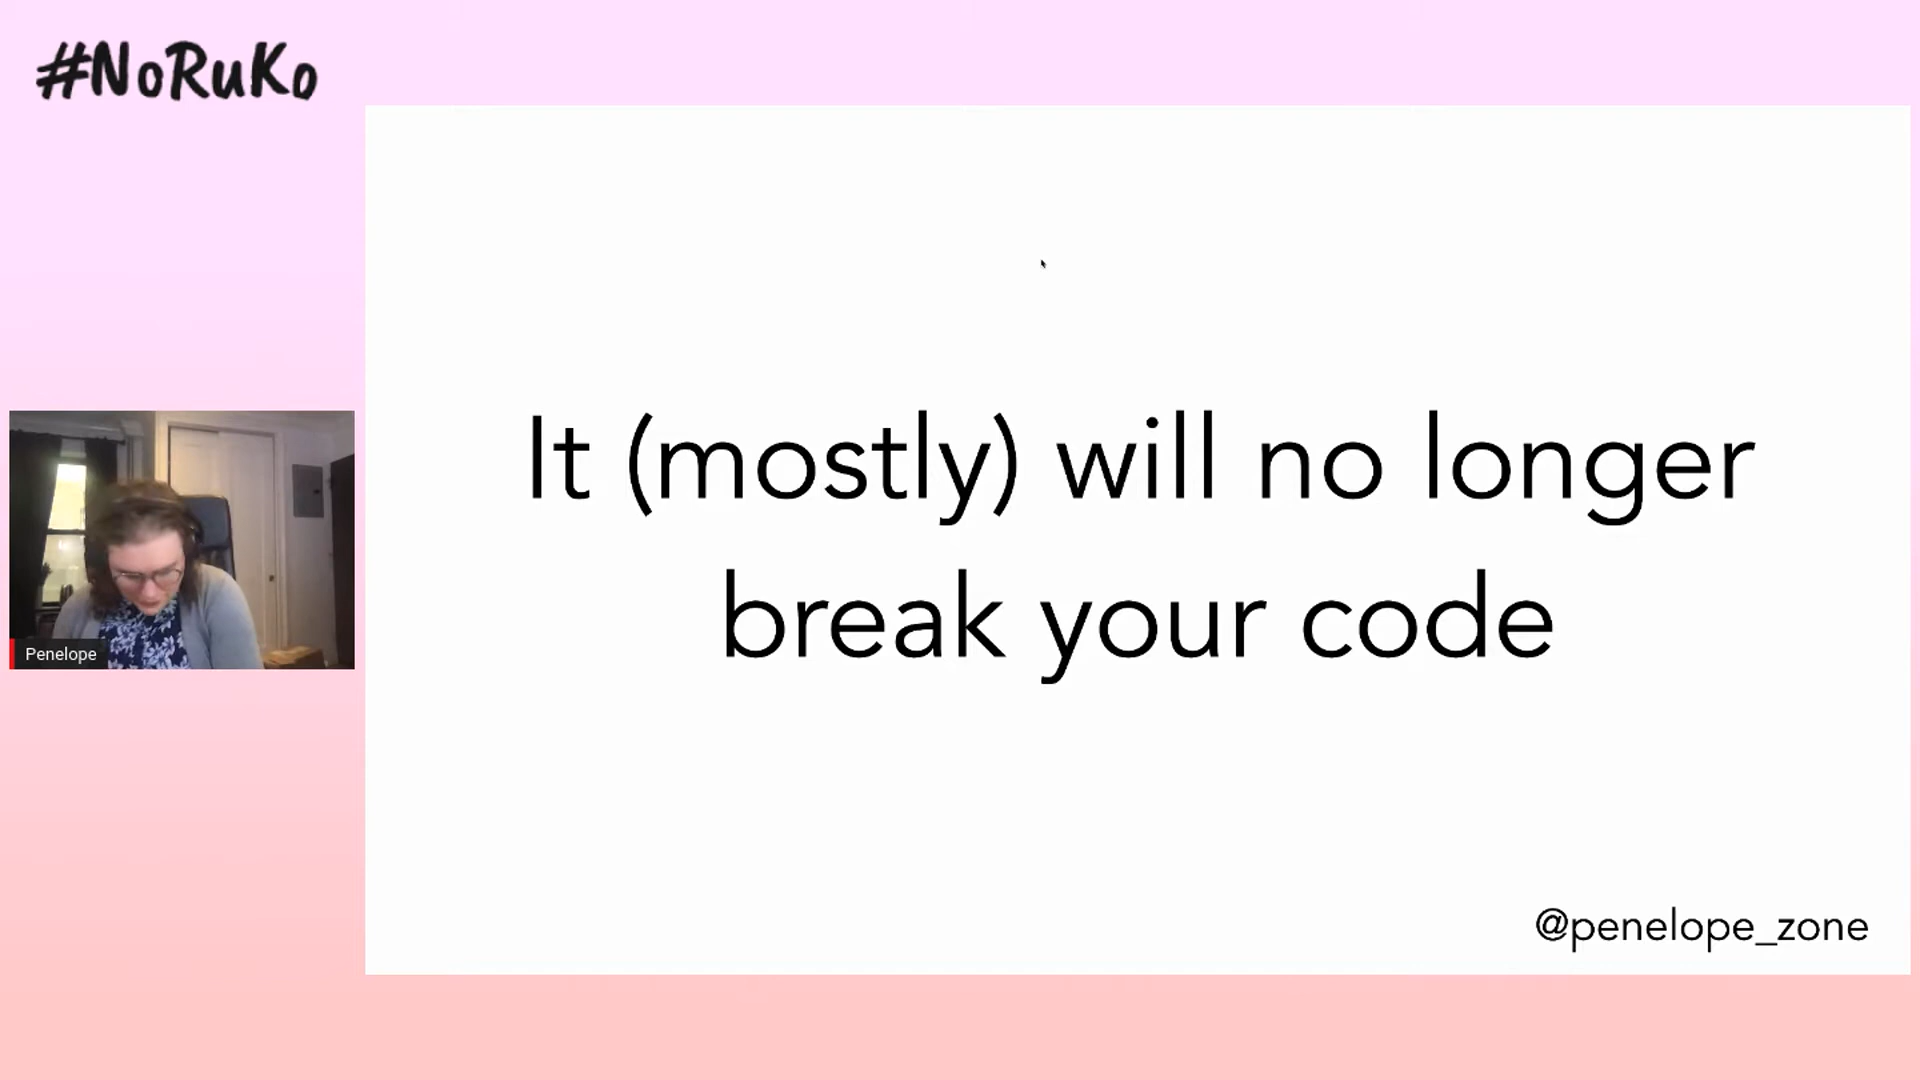 #NoRuKo
It (mostly) will no longer
break your code
Penelope
@penelope_zone